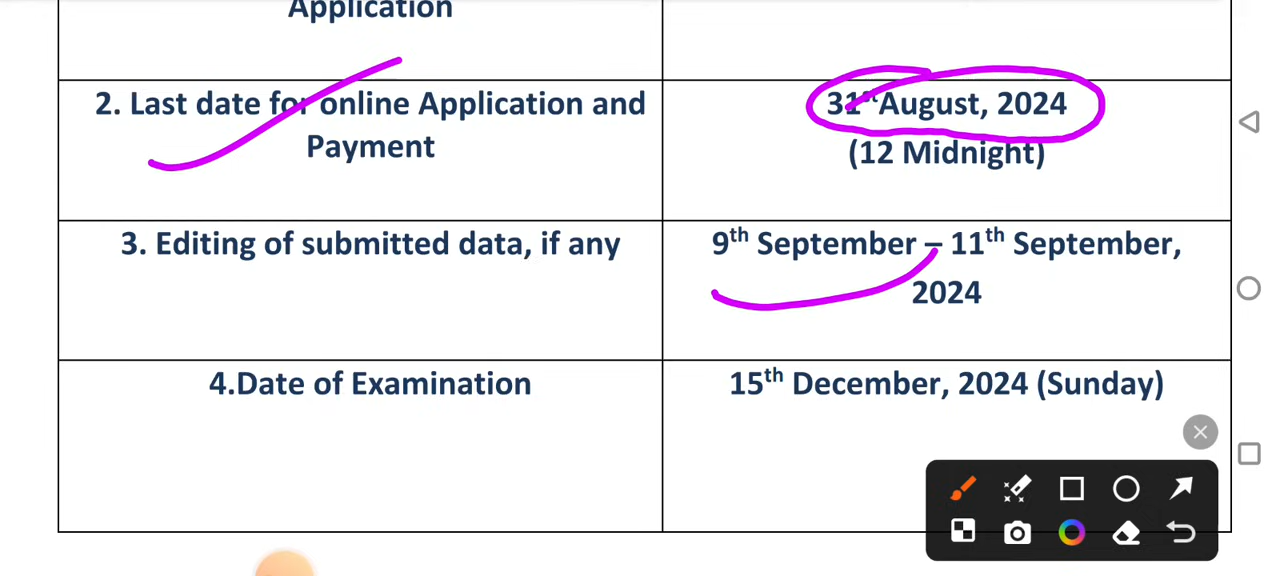 Application
2. Last date for online Application and
Payment
31st August, 2024
(12 Midnight)
3. Editing of submitted data, if any
9th September – 11th September,
2024
4.Date of Examination
15th December, 2024 (Sunday)